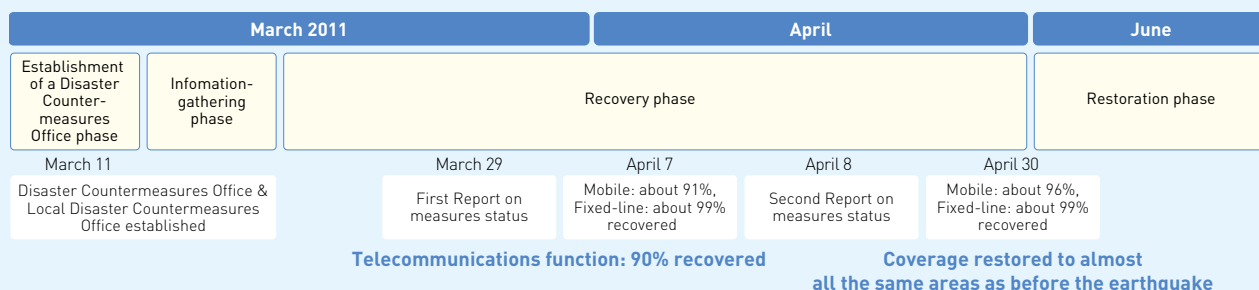 March 2011
April
June
Establishment
of a Disaster
Counter-
measures
Office phase
Infomation-
gathering
phase
Recovery phase
Restoration phase
March 11
March 29
April 7
April 8
April 30
Disaster Countermeasures Office &
Local Disaster Countermeasures
Office established
First Report on
measures status
Mobile: about 91%,
Fixed-line: about 99%
recovered
Second Report on
measures status
Mobile: about 96%,
Fixed-line: about 99%
recovered
Telecommunications function: 90% recovered
Coverage restored to almost
all the same areas as before the earthquake